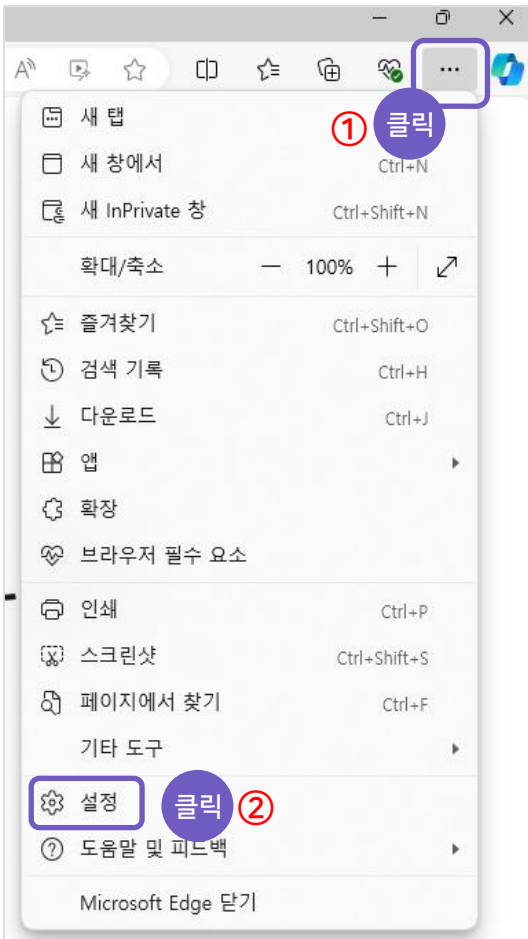 새 탭
① 클릭
새 창에서 Ctrl+N
새 InPrivate 창 Ctrl+Shift+N
확대/축소 — 100% +
즐겨찾기 Ctrl+Shift+O
검색 기록 Ctrl+H
다운로드 Ctrl+J
앱
확장
브라우저 필수 요소
인쇄 Ctrl+P
스크린샷 Ctrl+Shift+S
페이지에서 찾기 Ctrl+F
기타 도구
설정 클릭 ②
도움말 및 피드백
Microsoft Edge 닫기